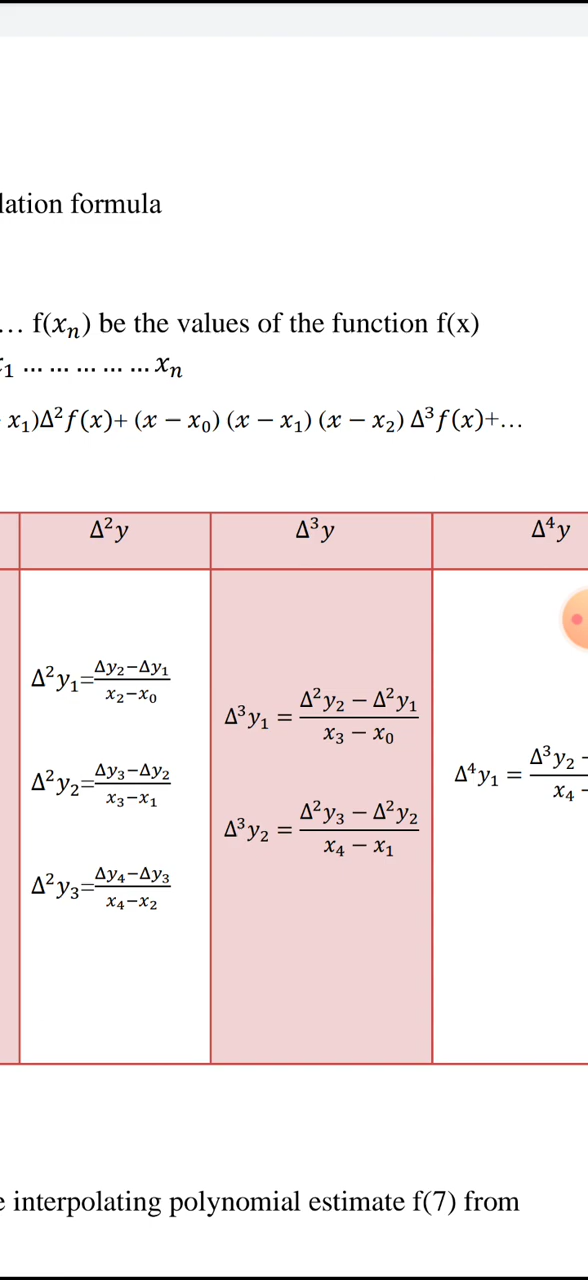 lation formula
... f(xₙ) be the values of the function f(x)
₁ ... ... ... ... ... xₙ
x₁)Δ²f(x)+ (x − x₀) (x − x₁) (x − x₂) Δ³f(x)+...
Δ²y Δ³y Δ⁴y
Δ²y₁=(Δy₂−Δy₁)/(x₂−x₀)
Δ²y₂=(Δy₃−Δy₂)/(x₃−x₁)
Δ²y₃=(Δy₄−Δy₃)/(x₄−x₂)
Δ³y₁ = (Δ²y₂ − Δ²y₁)/(x₃ − x₀)
Δ³y₂ = (Δ²y₃ − Δ²y₂)/(x₄ − x₁)
Δ⁴y₁ = (Δ³y₂ −)/(x₄ −)
e interpolating polynomial estimate f(7) from